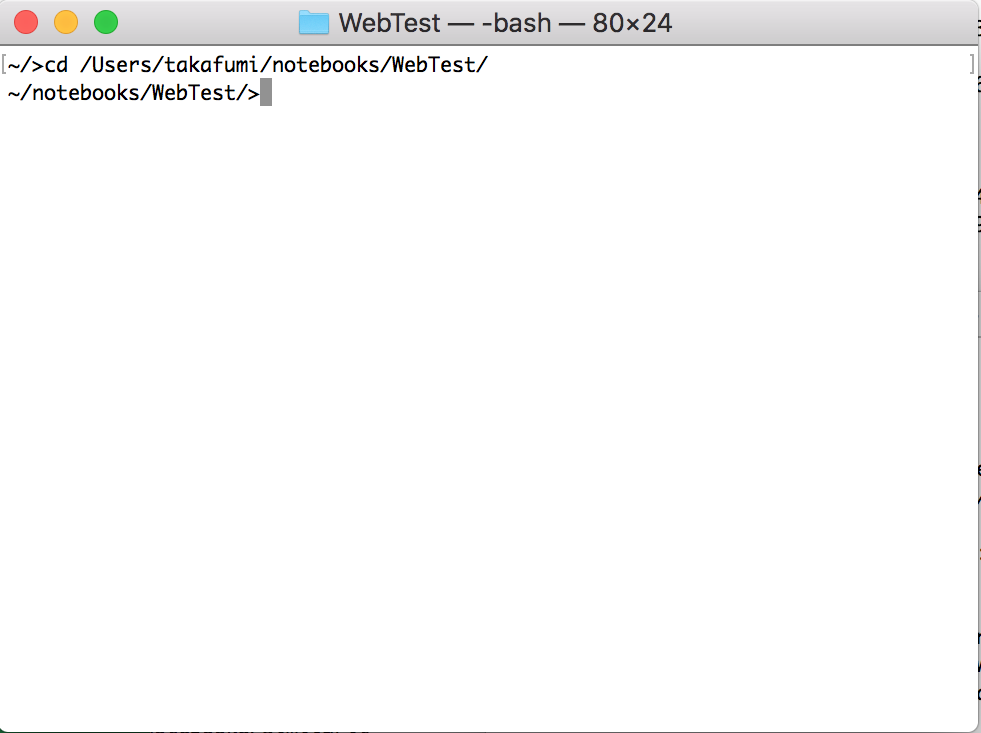 WebTest — -bash — 80×24
[~/>cd /Users/takafumi/notebooks/WebTest/ ]
~/notebooks/WebTest/>